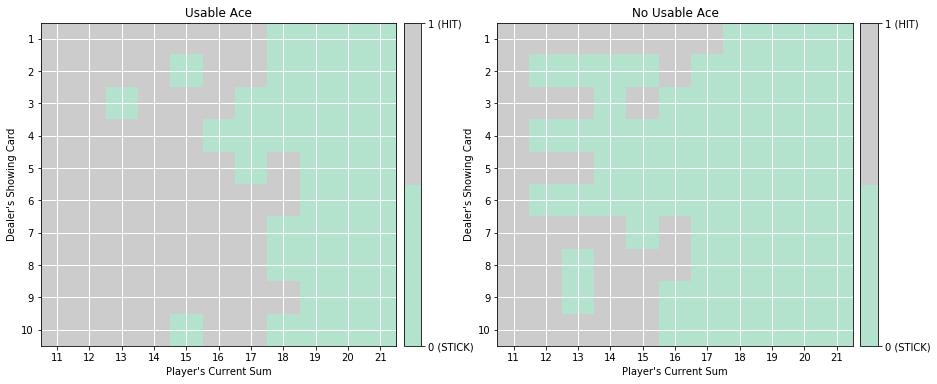 Usable Ace
1
2
3
4
5
6
7
8
9
10
Dealer's Showing Card
11 12 13 14 15 16 17 18 19 20 21
Player's Current Sum
1 (HIT)
0 (STICK)
No Usable Ace
1
2
3
4
5
6
7
8
9
10
Dealer's Showing Card
11 12 13 14 15 16 17 18 19 20 21
Player's Current Sum
1 (HIT)
0 (STICK)